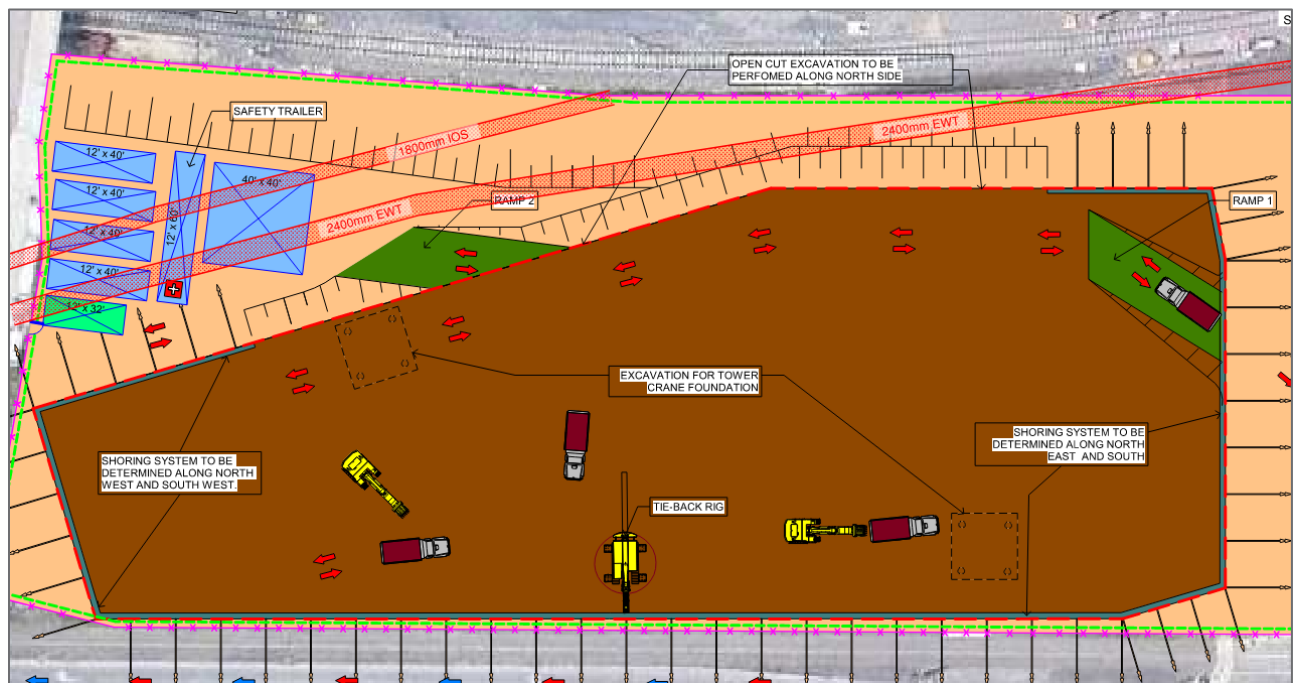 S
OPEN CUT EXCAVATION TO BE
PERFOMED ALONG NORTH SIDE
SAFETY TRAILER
1800mm IOS
2400mm EWT
12' x 40'
40' x 40'
12' x 40'
RAMP 2
RAMP 1
12' x 60'
2400mm EWT
12' x 40'
12' x 40'
12' x 32'
EXCAVATION FOR TOWER
CRANE FOUNDATION
SHORING SYSTEM TO BE
DETERMINED ALONG NORTH
EAST AND SOUTH
SHORING SYSTEM TO BE
DETERMINED ALONG NORTH
WEST AND SOUTH WEST.
TIE-BACK RIG